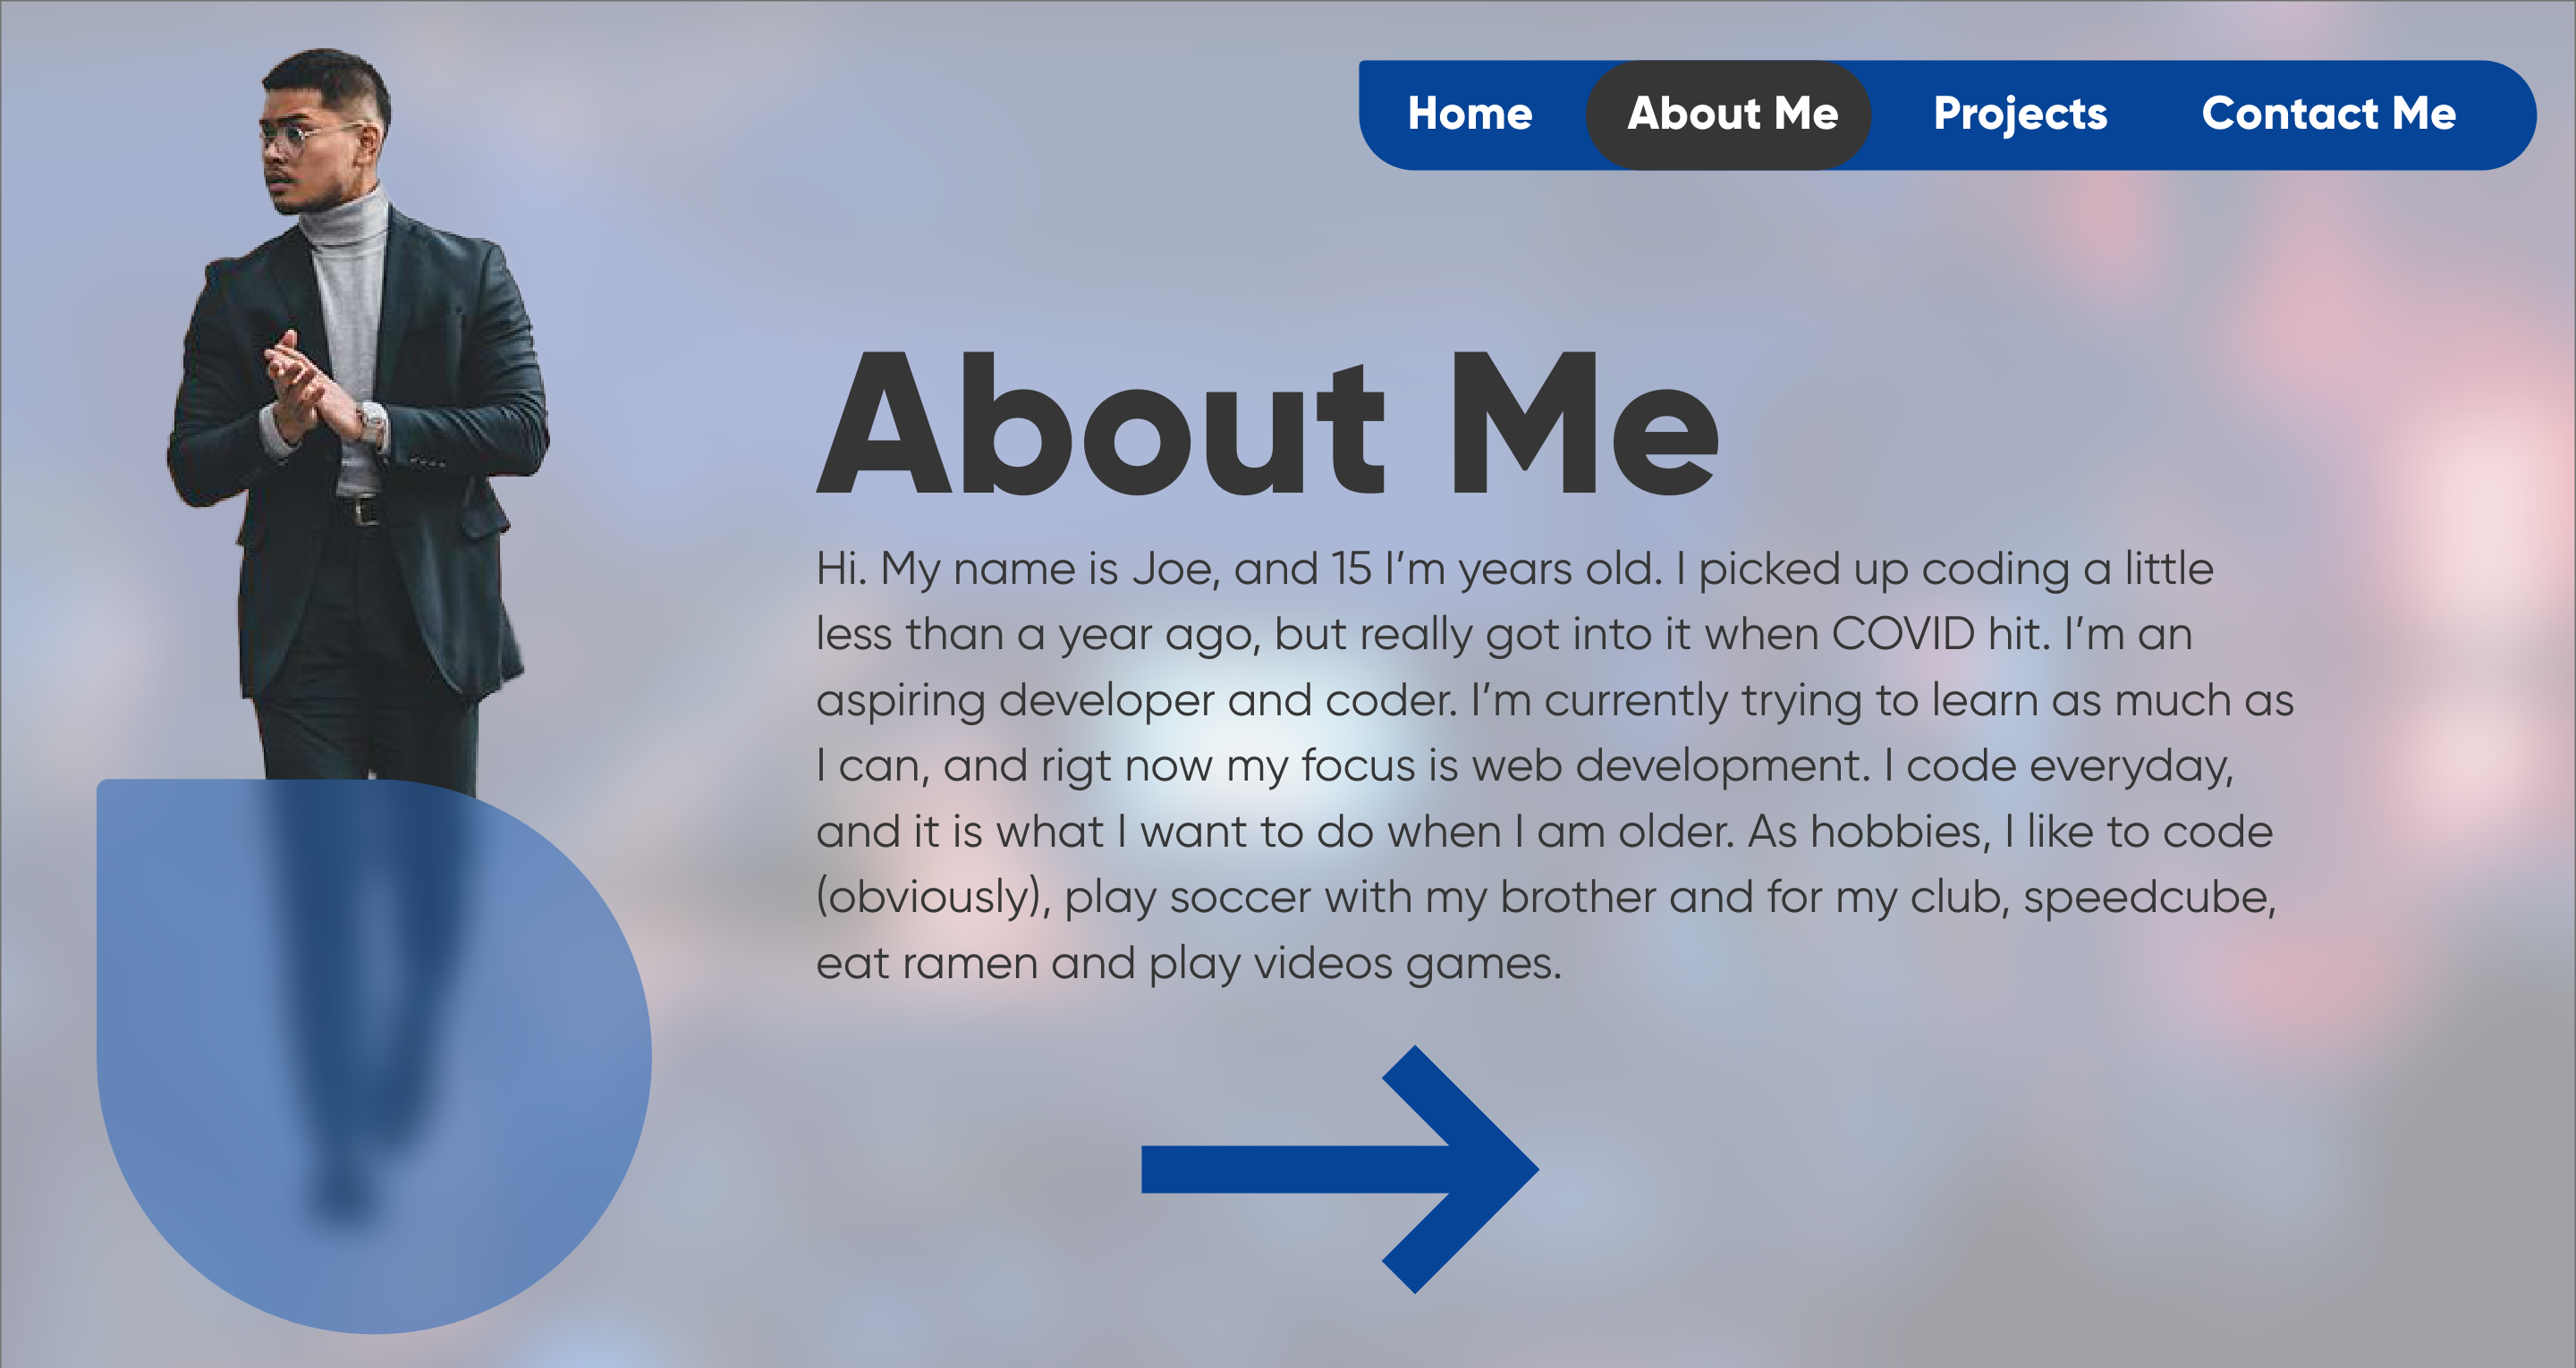 Home About Me Projects Contact Me
About Me
Hi. My name is Joe, and 15 I’m years old. I picked up coding a little
less than a year ago, but really got into it when COVID hit. I’m an
aspiring developer and coder. I’m currently trying to learn as much as
I can, and rigt now my focus is web development. I code everyday,
and it is what I want to do when I am older. As hobbies, I like to code
(obviously), play soccer with my brother and for my club, speedcube,
eat ramen and play videos games.